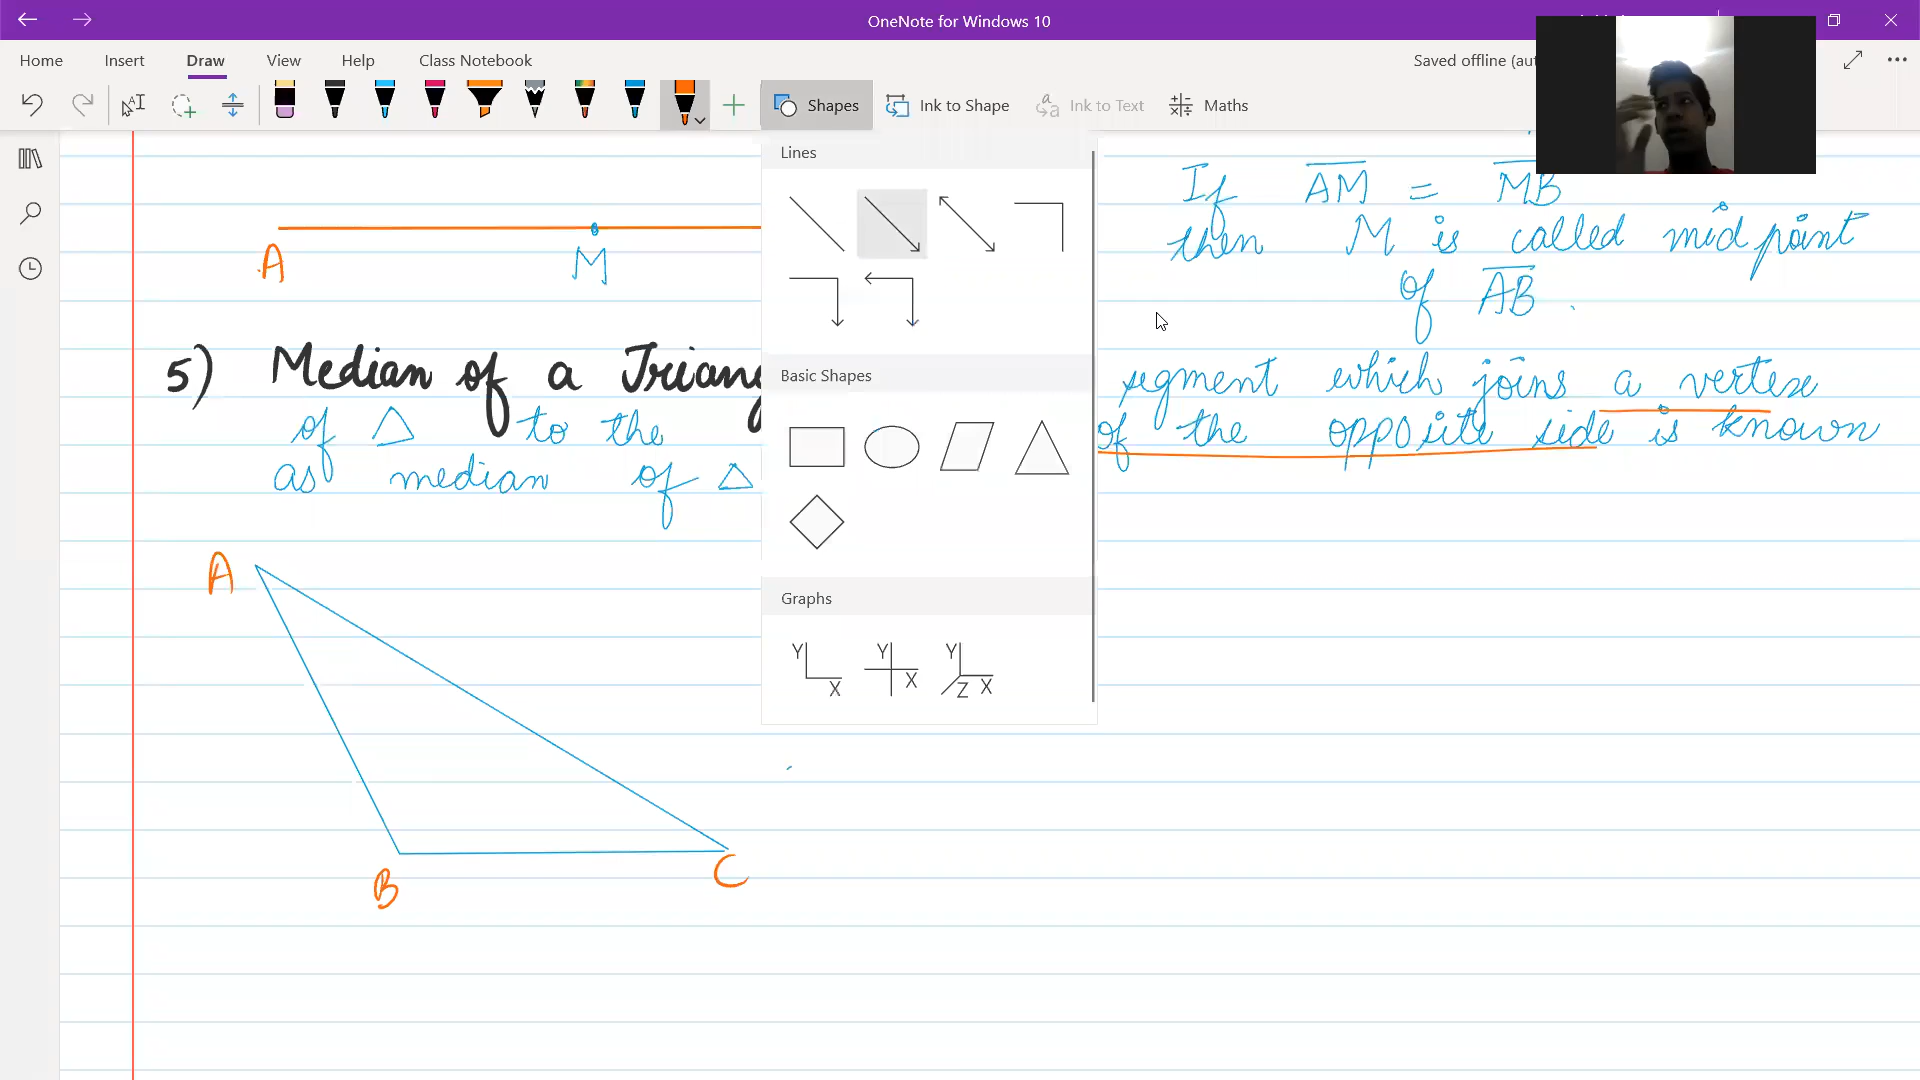 OneNote for Windows 10
Home Insert Draw View Help Class Notebook Saved offline (aut
Shapes Ink to Shape Ink to Text Maths
Lines
Basic Shapes
Graphs
Y X Y X Y Z X
A M
If AM = MB
then M is called mid point
of AB .
5) Median of a Triang segment which joins a vertex
of △ to the of the opposite side is known
as median of △
A
B
C